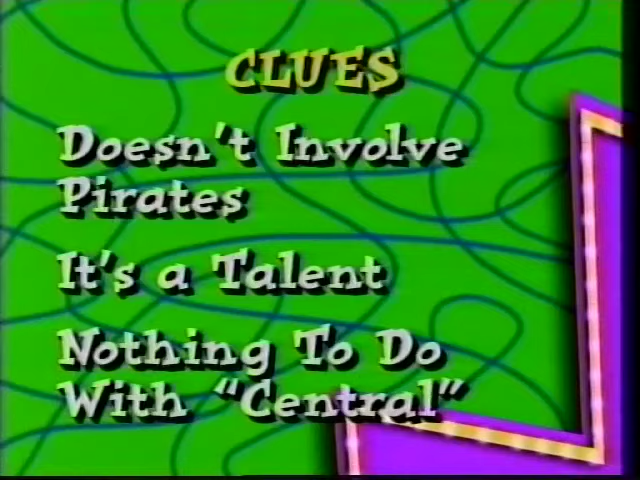 CLUES
Doesn't Involve
Pirates
It's a Talent
Nothing To Do
With "Central"